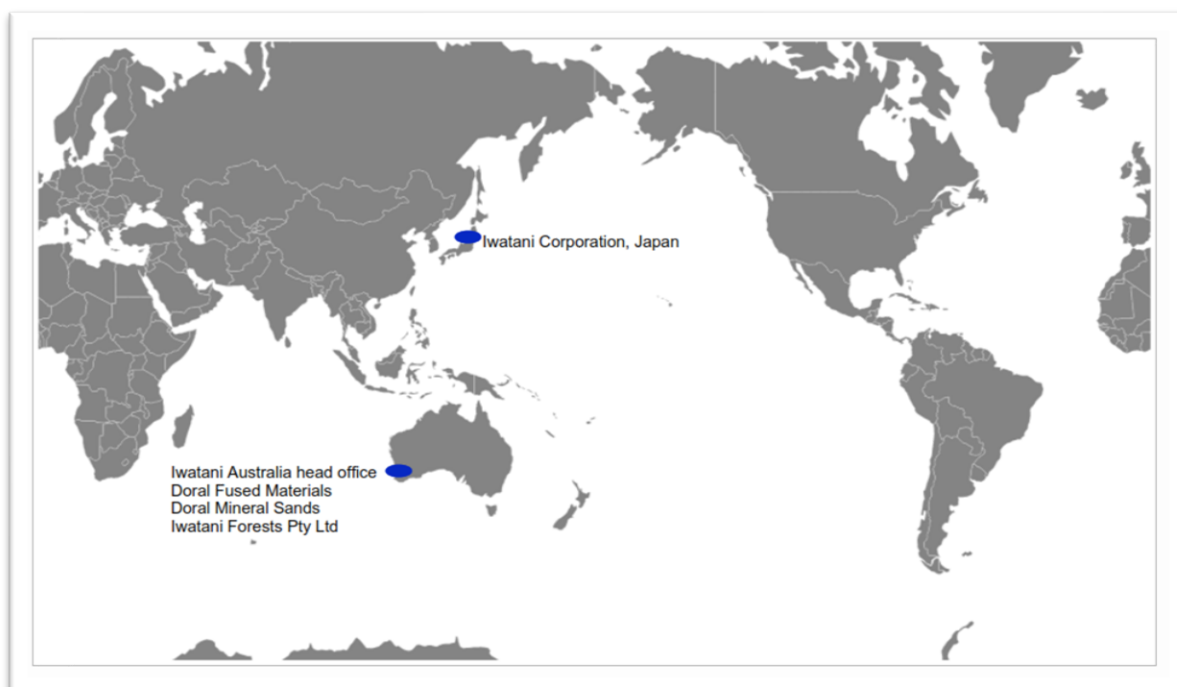 Iwatani Corporation, Japan
Iwatani Australia head office
Doral Fused Materials
Doral Mineral Sands
Iwatani Forests Pty Ltd